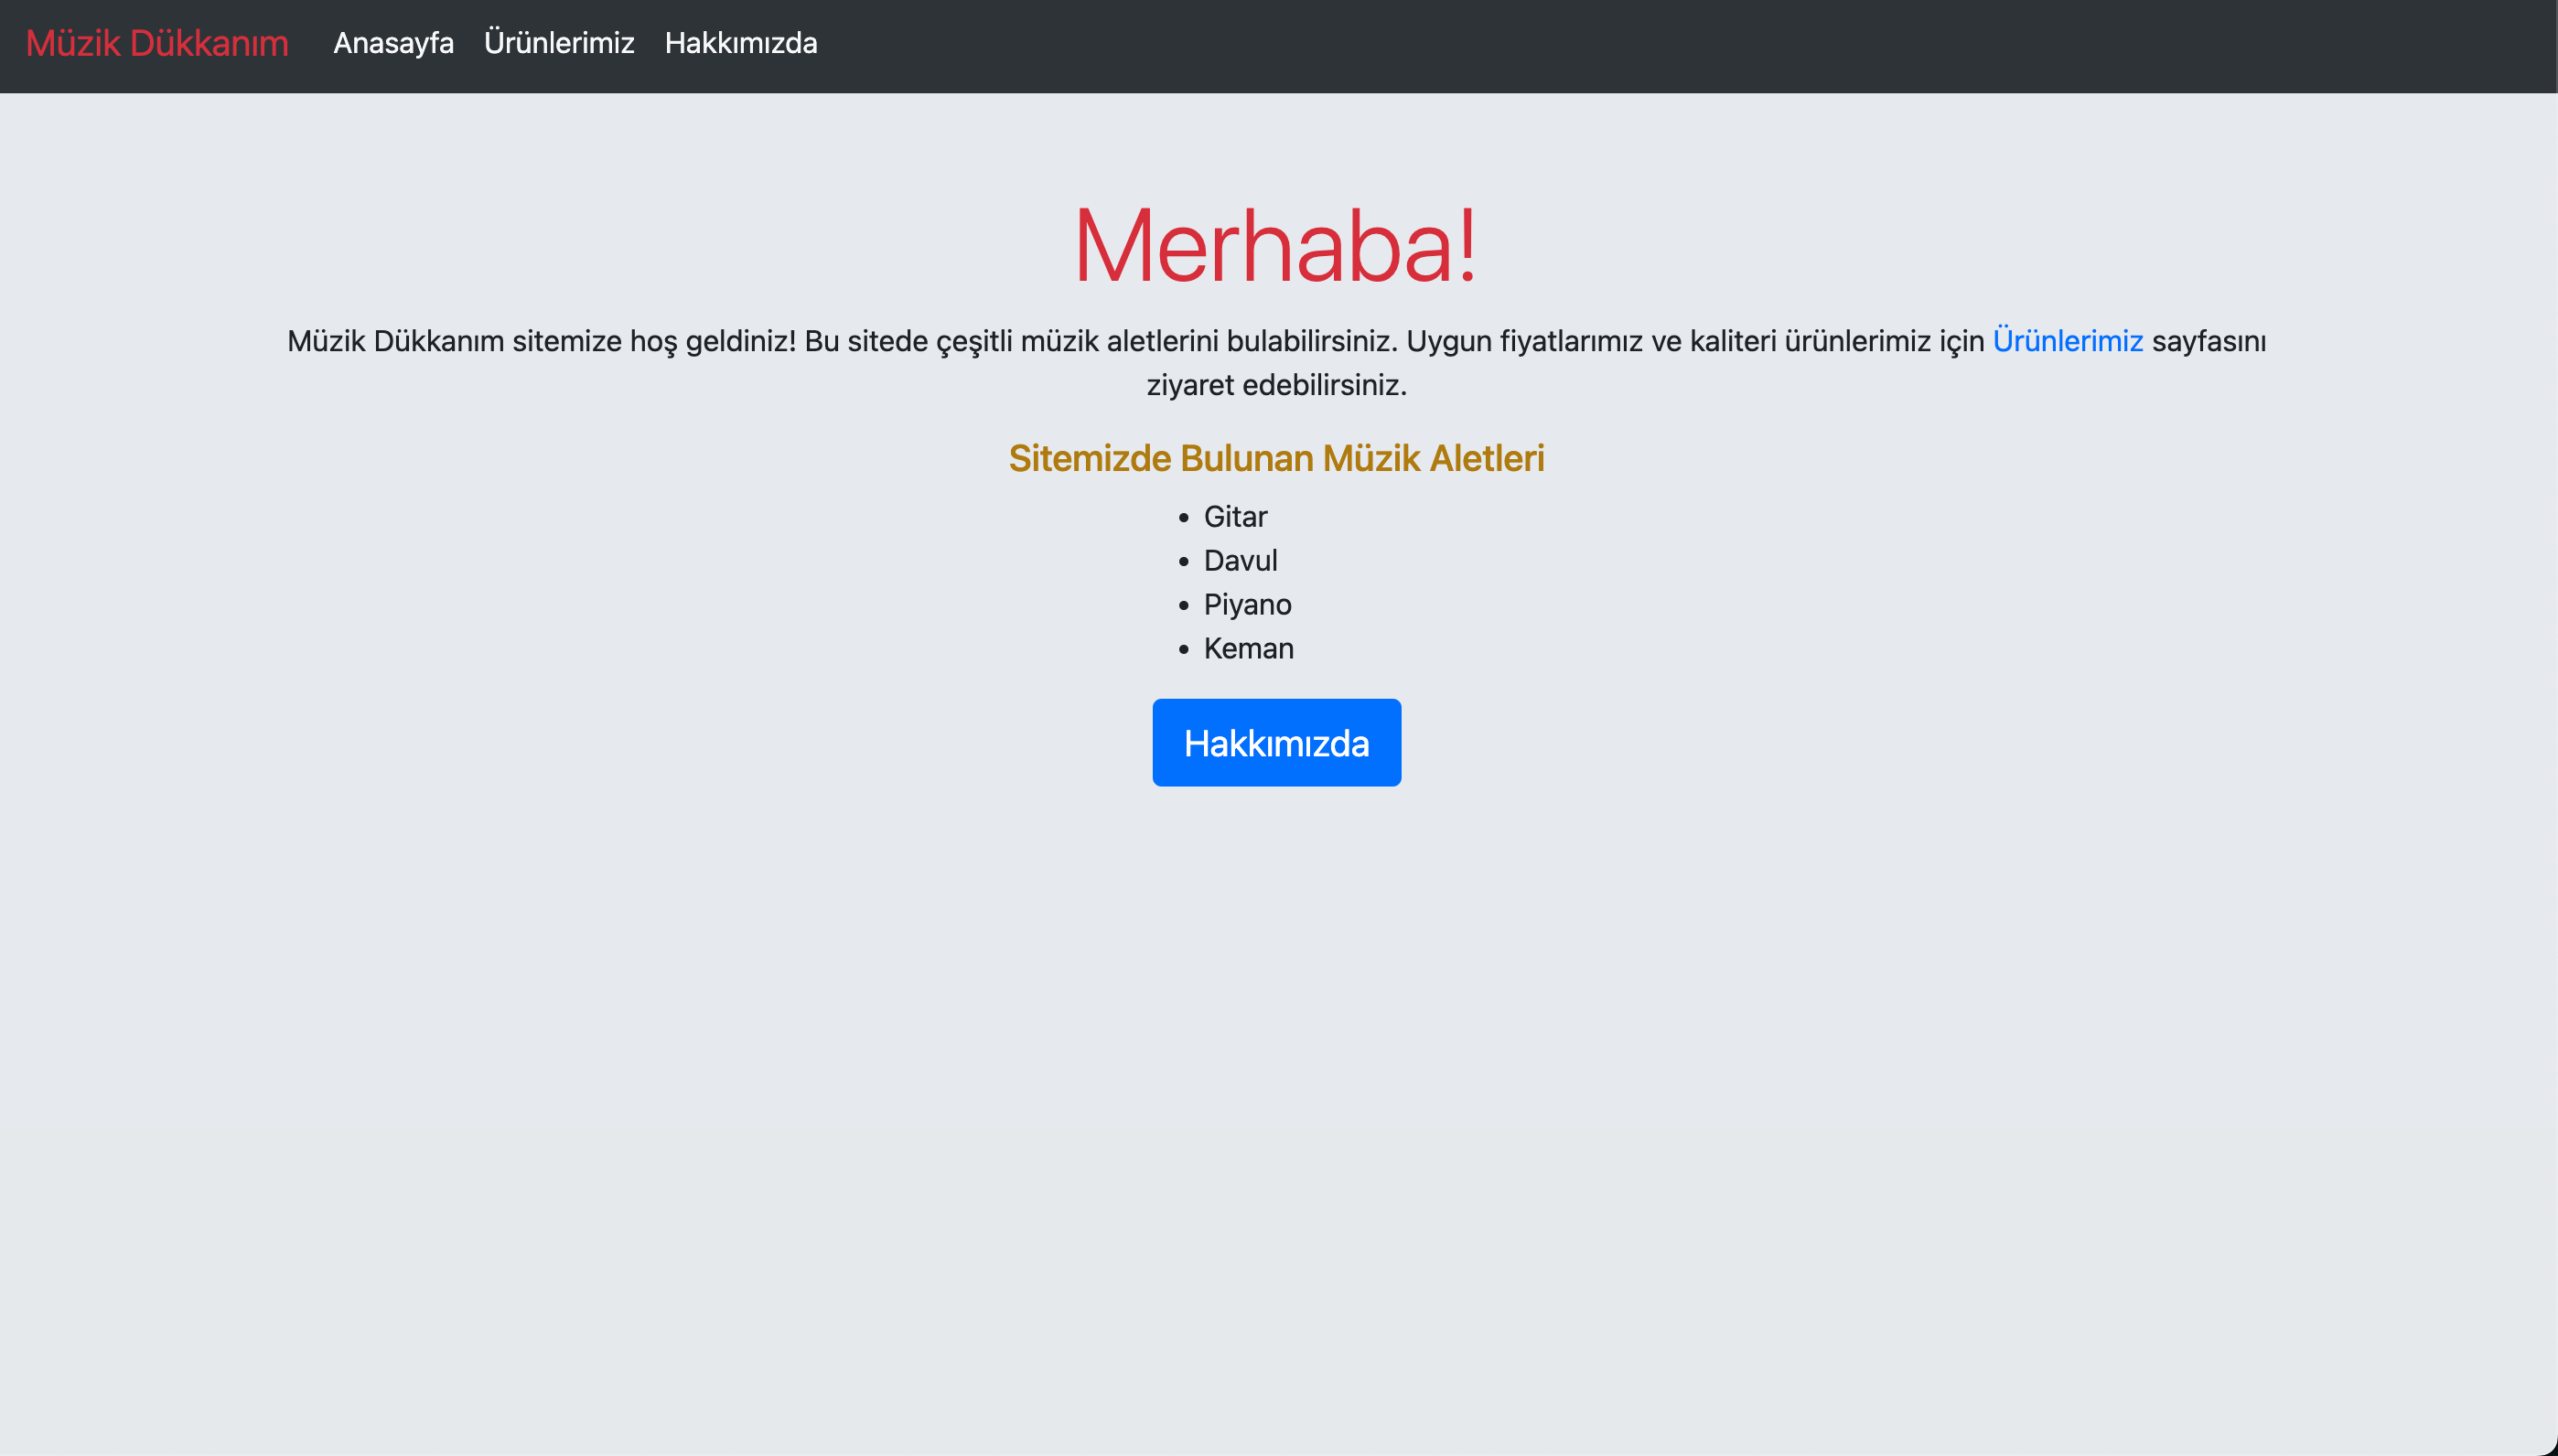 Müzik Dükkanım Anasayfa Ürünlerimiz Hakkımızda
Merhaba!
Müzik Dükkanım sitemize hoş geldiniz! Bu sitede çeşitli müzik aletlerini bulabilirsiniz. Uygun fiyatlarımız ve kaliteri ürünlerimiz için Ürünlerimiz sayfasını
ziyaret edebilirsiniz.
Sitemizde Bulunan Müzik Aletleri
• Gitar
• Davul
• Piyano
• Keman
Hakkımızda